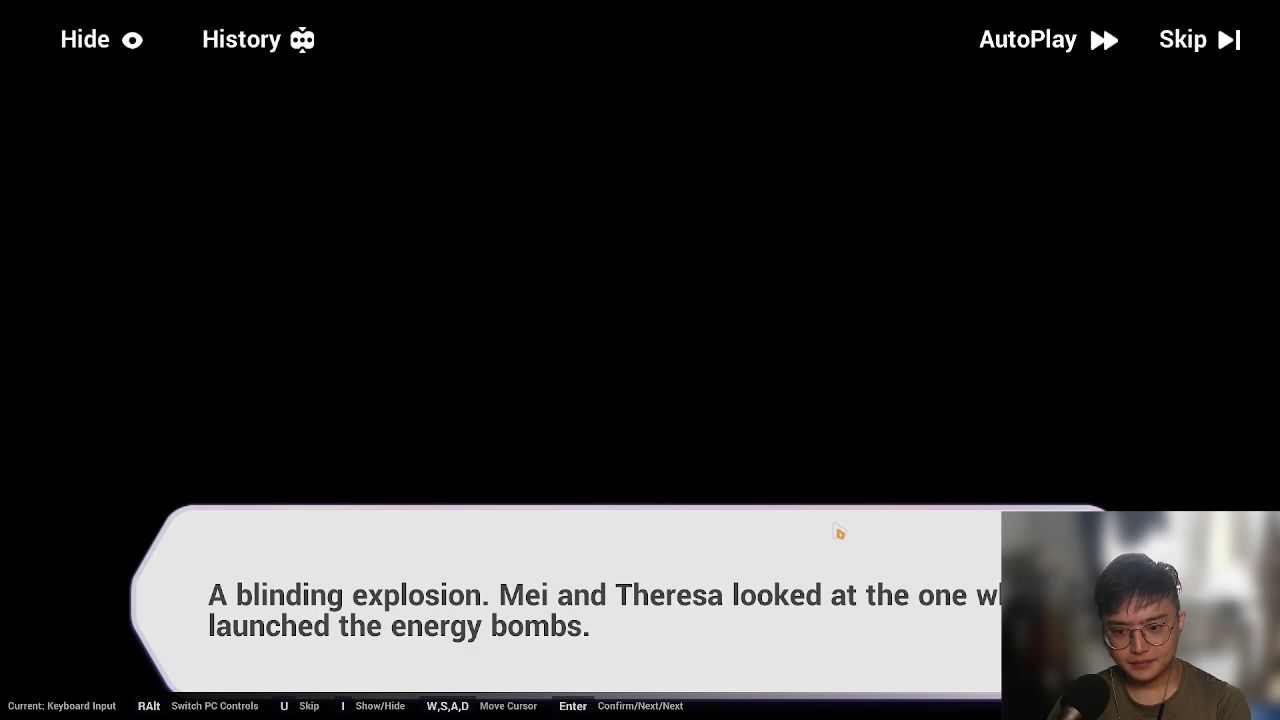 Hide
History
AutoPlay
Skip
A blinding explosion. Mei and Theresa looked at the one
launched the energy bombs.
Current: Keyboard Input RAlt Switch PC Controls U Skip I Show/Hide W,S,A,D Move Cursor Enter Confirm/Next/Next